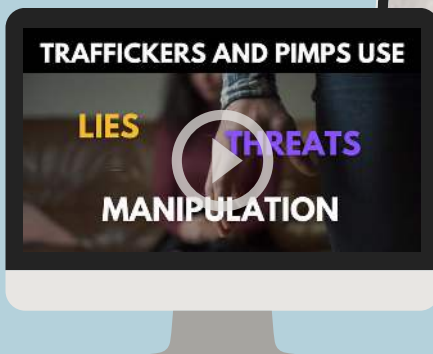 TRAFFICKERS AND PIMPS USE
LIES
THREATS
MANIPULATION